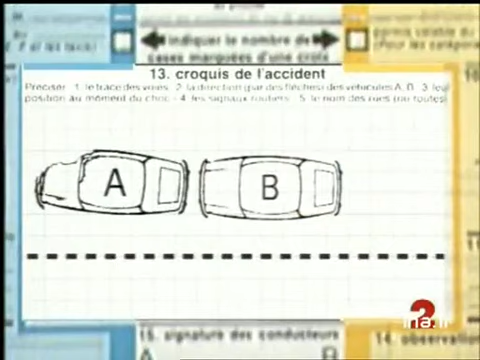 indiquer le nombre de
cases marquées d'une croix
13. croquis de l'accident
Préciser: 1. le tracé des voies 2. la direction (par des flèches) des véhicules A, B 3. leur
position au moment du choc - 4. les signaux routiers 5. le nom des rues (ou routes)
A
B
2
ina.fr
15. signature des conducteurs
14. observation
A
B